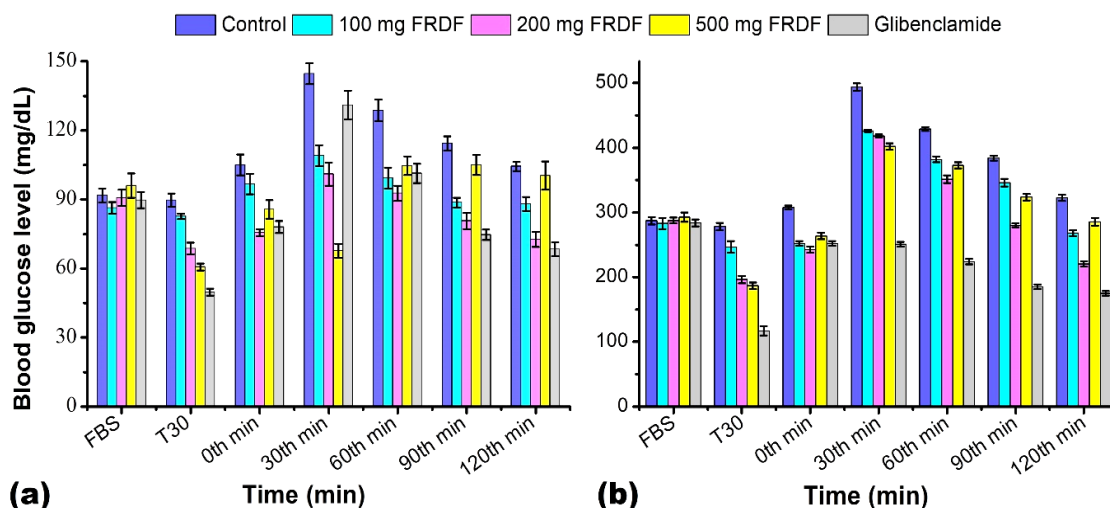 Control 100 mg FRDF 200 mg FRDF 500 mg FRDF Glibenclamide
Blood glucose level (mg/dL)
150
120
90
60
30
0
FBS
T30
0th min
30th min
60th min
90th min
120th min
(a)
Time (min)
500
400
300
200
100
0
FBS
T30
0th min
30th min
60th min
90th min
120th min
(b)
Time (min)